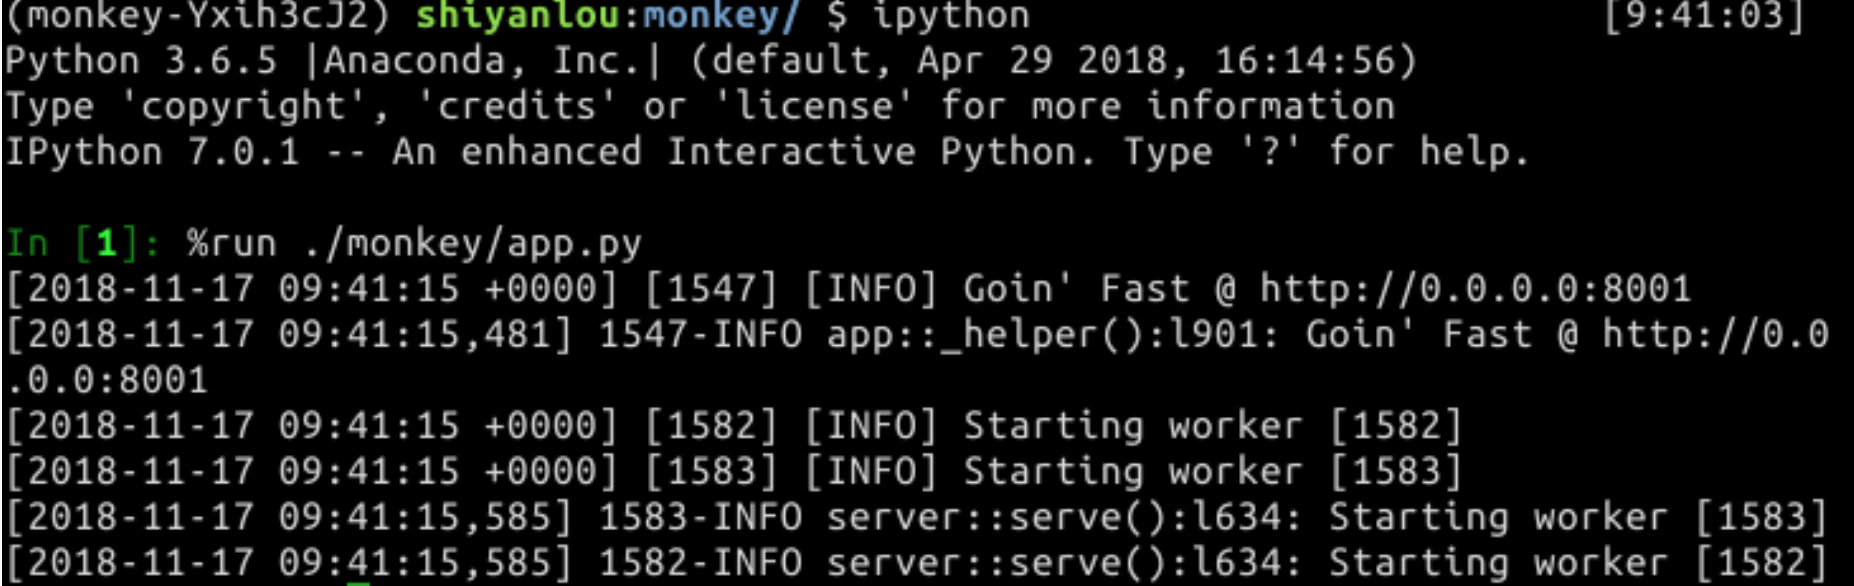 (monkey-Yxih3cJ2) shiyanlou:monkey/ $ ipython [9:41:03]
Python 3.6.5 |Anaconda, Inc.| (default, Apr 29 2018, 16:14:56)
Type 'copyright', 'credits' or 'license' for more information
IPython 7.0.1 -- An enhanced Interactive Python. Type '?' for help.
In [1]: %run ./monkey/app.py
[2018-11-17 09:41:15 +0000] [1547] [INFO] Goin' Fast @ http://0.0.0.0:8001
[2018-11-17 09:41:15,481] 1547-INFO app::_helper():l901: Goin' Fast @ http://0.0
.0.0:8001
[2018-11-17 09:41:15 +0000] [1582] [INFO] Starting worker [1582]
[2018-11-17 09:41:15 +0000] [1583] [INFO] Starting worker [1583]
[2018-11-17 09:41:15,585] 1583-INFO server::serve():l634: Starting worker [1583]
[2018-11-17 09:41:15,585] 1582-INFO server::serve():l634: Starting worker [1582]